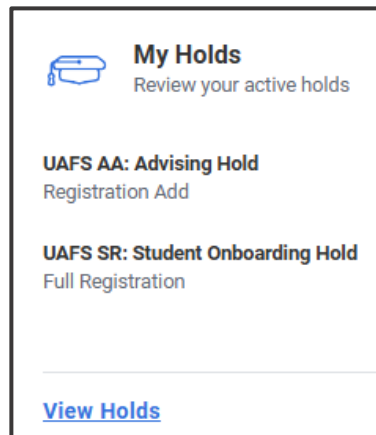 My Holds
Review your active holds
UAFS AA: Advising Hold
Registration Add
UAFS SR: Student Onboarding Hold
Full Registration
View Holds